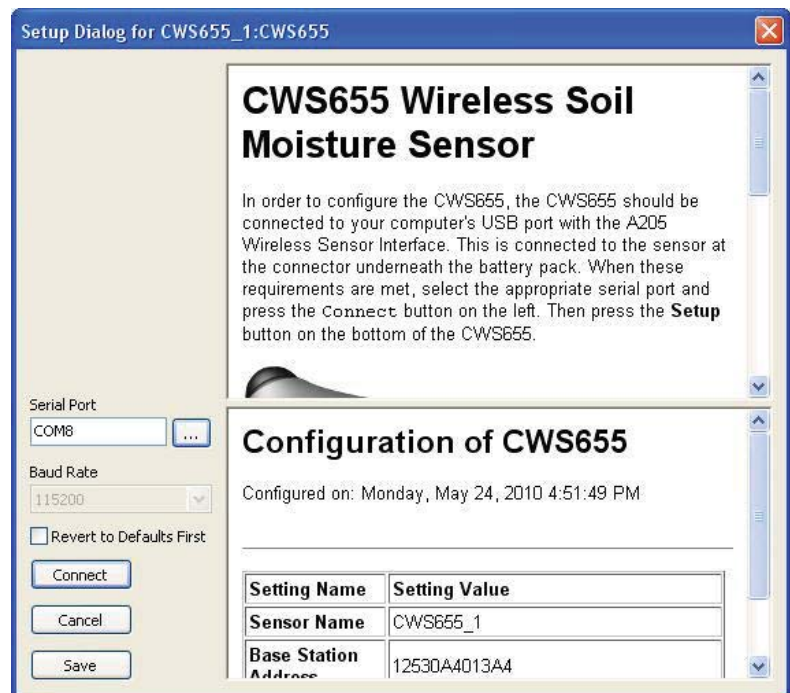 Setup Dialog for CWS655_1:CWS655
CWS655 Wireless Soil
Moisture Sensor
In order to configure the CWS655, the CWS655 should be
connected to your computer's USB port with the A205
Wireless Sensor Interface. This is connected to the sensor at
the connector underneath the battery pack. When these
requirements are met, select the appropriate serial port and
press the Connect button on the left. Then press the Setup
button on the bottom of the CWS655.
Serial Port
COM8
...
Baud Rate
115200
Revert to Defaults First
Connect
Cancel
Save
Configuration of CWS655
Configured on: Monday, May 24, 2010 4:51:49 PM
Setting Name Setting Value
Sensor Name CWS655_1
Base Station
Address 12530A4013A4